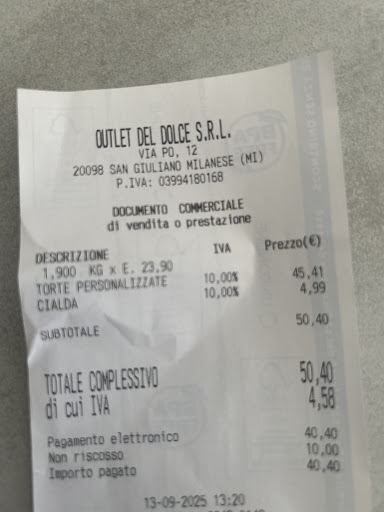 OUTLET DEL DOLCE S.R.L.
VIA PO, 12
20098 SAN GIULIANO MILANESE (MI)
P.IVA: 03994180168
DOCUMENTO COMMERCIALE
di vendita o prestazione
DESCRIZIONE IVA Prezzo(€)
1,900 KG x E. 23,90
TORTE PERSONALIZZATE 10,00% 45,41
CIALDA 10,00% 4,99
SUBTOTALE 50,40
TOTALE COMPLESSIVO 50,40
di cui IVA 4,58
Pagamento elettronico 40,40
Non riscosso 10,00
Importo pagato 40,40
13-09-2025 13:20